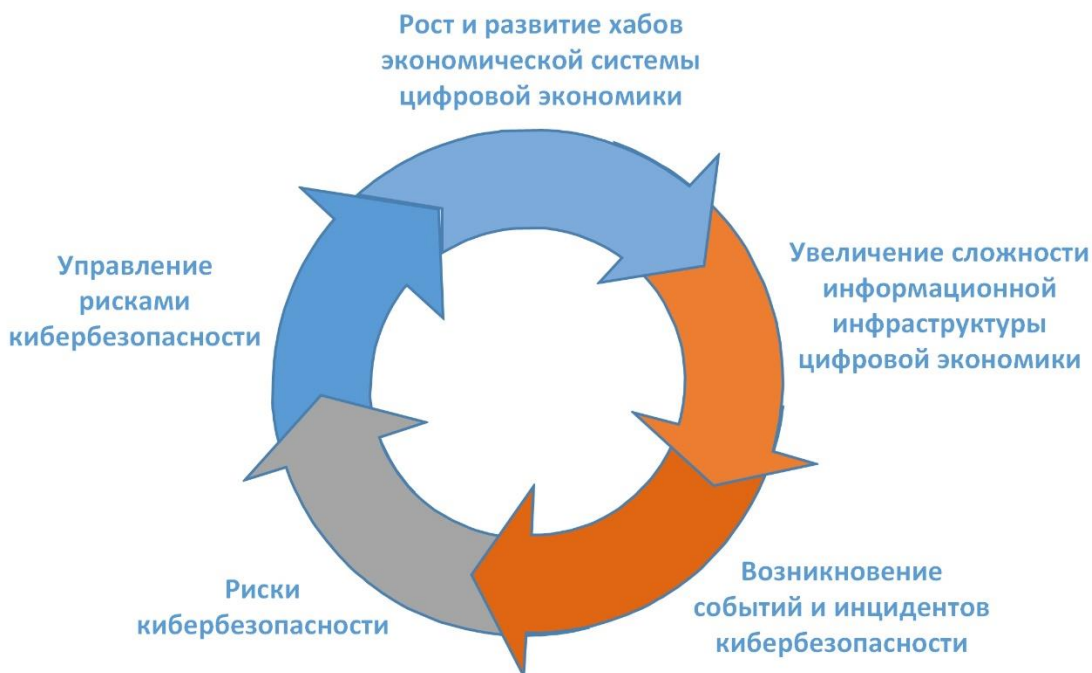 Рост и развитие хабов
экономической системы
цифровой экономики
Увеличение сложности
информационной
инфраструктуры
цифровой экономики
Возникновение
событий и инцидентов
кибербезопасности
Риски
кибербезопасности
Управление
рисками
кибербезопасности